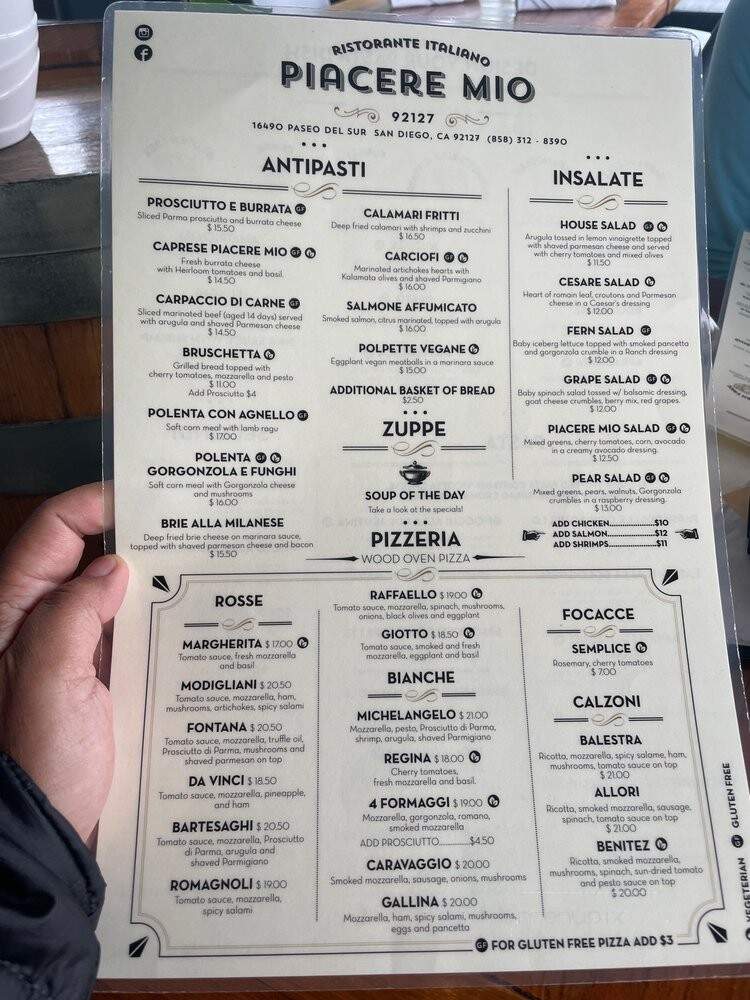 RISTORANTE ITALIANO
PIACERE MIO
92127
16490 PASEO DEL SUR SAN DIEGO, CA 92127 (858) 312 - 8390
ANTIPASTI
PROSCIUTTO E BURRATA GF
Sliced Parma prosciutto and burrata cheese
$ 15.50
CAPRESE PIACERE MIO GF
Fresh burrata cheese
with Heirloom tomatoes and basil.
$ 14.50
CARPACCIO DI CARNE GF
Sliced marinated beef (aged 14 days) served
with arugula and shaved Parmesan cheese
$ 14.50
BRUSCHETTA
Grilled bread topped with
cherry tomatoes, mozzarella and pesto
$ 11.00
Add Prosciutto $4
POLENTA CON AGNELLO GF
Soft corn meal with lamb ragu
$ 17.00
POLENTA GF
GORGONZOLA E FUNGHI
Soft corn meal with Gorgonzola cheese
and mushrooms
$ 16.00
BRIE ALLA MILANESE
Deep fried brie cheese on marinara sauce,
topped with shaved parmesan cheese and bacon
$ 15.50
CALAMARI FRITTI
Deep fried calamari with shrimps and zucchini
$ 16.50
CARCIOFI GF
Marinated artichokes hearts with
Kalamata olives and shaved Parmigiano
$ 16.00
SALMONE AFFUMICATO
Smoked salmon, citrus marinated, topped with arugula
$ 16.00
POLPETTE VEGANE
Eggplant vegan meatballs in a marinara sauce
$ 15.00
ADDITIONAL BASKET OF BREAD
$2.50
ZUPPE
SOUP OF THE DAY
Take a look at the specials!
INSALATE
HOUSE SALAD GF
Arugula tossed in lemon vinaigrette topped
with shaved parmesan cheese and served
with cherry tomatoes and mixed olives
$ 11.50
CESARE SALAD
Heart of romain leaf, croutons and Parmesan
cheese in a Caesar's dressing
$ 12.00
FERN SALAD GF
Baby iceberg lettuce topped with smoked pancetta
and gorgonzola crumble in a Ranch dressing
$ 12.00
GRAPE SALAD GF
Baby spinach salad tossed w/ balsamic dressing,
goat cheese crumbles, berry mix, red grapes.
$ 12.00
PIACERE MIO SALAD GF
Mixed greens, cherry tomatoes, corn, avocado
in a creamy avocado dressing.
$ 12.50
PEAR SALAD GF
Mixed greens, pears, walnuts, Gorgonzola
crumbles in a raspberry dressing.
$ 13.00
ADD CHICKEN....................$10
ADD SALMON....................$12
ADD SHRIMPS....................$11
PIZZERIA
WOOD OVEN PIZZA
ROSSE
MARGHERITA $ 17.00
Tomato sauce, fresh mozzarella
and basil
MODIGLIANI $ 20.50
Tomato sauce, mozzarella, ham,
mushrooms, artichokes, spicy salami
FONTANA $ 20.50
Tomato sauce, mozzarella, truffle oil,
Prosciutto di Parma, mushrooms and
shaved parmesan on top
DA VINCI $ 18.50
Tomato sauce, mozzarella, pineapple,
and ham
BARTESAGHI $ 20.50
Tomato sauce, mozzarella, Prosciutto
di Parma, arugula and
shaved Parmigiano
ROMAGNOLI $ 19.00
Tomato sauce, mozzarella,
spicy salami
RAFFAELLO $ 19.00
Tomato sauce, mozzarella, spinach, mushrooms,
onions, black olives and eggplant
GIOTTO $ 18.50
Tomato sauce, smoked and fresh
mozzarella, eggplant and basil
BIANCHE
MICHELANGELO $ 21.00
Mozzarella, pesto, Prosciutto di Parma,
shrimp, arugula, shaved Parmigiano
REGINA $ 18.00
Cherry tomatoes,
fresh mozzarella and basil.
4 FORMAGGI $ 19.00
Mozzarella, gorgonzola, romano,
smoked mozzarella
ADD PROSCIUTTO............$4.50
CARAVAGGIO $ 20.00
Smoked mozzarella, sausage, onions, mushrooms
GALLINA $ 20.00
Mozzarella, ham, spicy salami, mushrooms,
eggs and pancetta
FOCACCE
SEMPLICE
Rosemary, cherry tomatoes
$ 7.00
CALZONI
BALESTRA
Ricotta, mozzarella, spicy salame, ham,
mushrooms, tomato sauce on top
$ 21.00
ALLORI
Ricotta, smoked mozzarella, sausage,
spinach, tomato sauce on top
$ 21.00
BENITEZ
Ricotta, smoked mozzarella,
mushrooms, spinach, sun-dried tomato
and pesto sauce on top
$ 20.00
GF FOR GLUTEN FREE PIZZA ADD $3
VEGETERIAN GF GLUTEN FREE